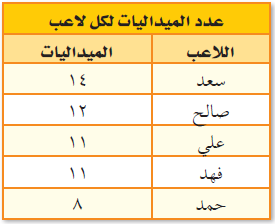 عدد الميداليات لكل لاعب
اللاعب الميداليات
سعد ١٤
صالح ١٢
علي ١١
فهد ١١
حمد ٨